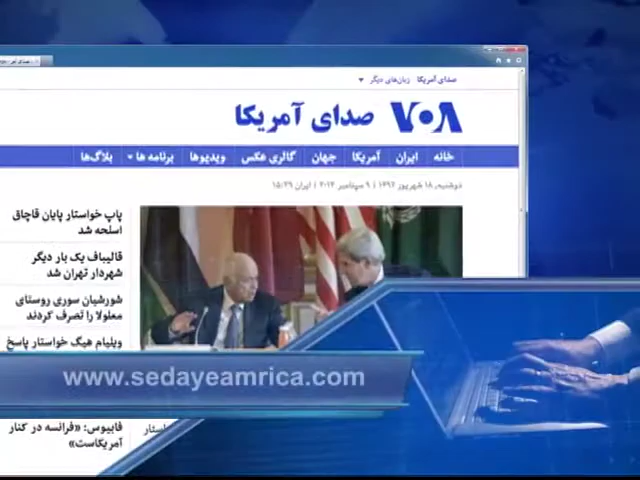 صدای آمریکا زبان‌های دیگر
VOA صدای آمریکا
خانه ایران آمریکا جهان گالری عکس ویدیوها برنامه ها بلاگ‌ها
دوشنبه, ۱۸ شهریور ۱۳۹۲ | ۹ سپتامبر ۲۰۱۳ | ایران ۱۵:۲۹
پاپ خواستار پایان قاچاق
اسلحه شد
قالیباف یک بار دیگر
شهردار تهران شد
شورشیان سوری روستای
معلولا را تصرف کردند
ویلیام هیگ خواستار پاسخ
www.sedayeamrica.com
فابیوس: «فرانسه در کنار
آمریکاست»